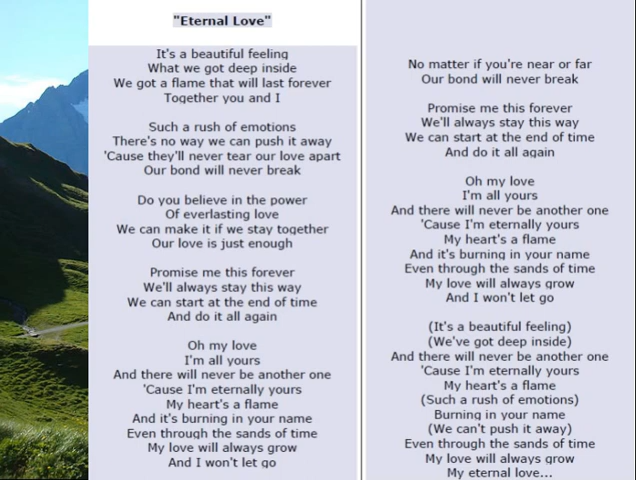 "Eternal Love"
It's a beautiful feeling
What we got deep inside
We got a flame that will last forever
Together you and I
Such a rush of emotions
There's no way we can push it away
'Cause they'll never tear our love apart
Our bond will never break
Do you believe in the power
Of everlasting love
We can make it if we stay together
Our love is just enough
Promise me this forever
We'll always stay this way
We can start at the end of time
And do it all again
Oh my love
I'm all yours
And there will never be another one
'Cause I'm eternally yours
My heart's a flame
And it's burning in your name
Even through the sands of time
My love will always grow
And I won't let go
No matter if you're near or far
Our bond will never break
Promise me this forever
We'll always stay this way
We can start at the end of time
And do it all again
Oh my love
I'm all yours
And there will never be another one
'Cause I'm eternally yours
My heart's a flame
And it's burning in your name
Even through the sands of time
My love will always grow
And I won't let go
(It's a beautiful feeling)
(We've got deep inside)
And there will never be another one
'Cause I'm eternally yours
My heart's a flame
(Such a rush of emotions)
Burning in your name
(We can't push it away)
Even through the sands of time
My love will always grow
My eternal love...